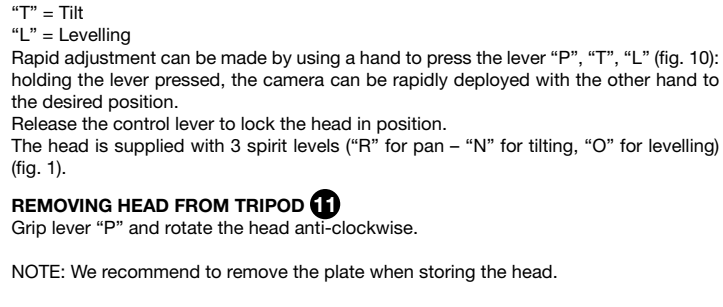 “T” = Tilt
“L” = Levelling
Rapid adjustment can be made by using a hand to press the lever “P”, “T”, “L” (fig. 10):
holding the lever pressed, the camera can be rapidly deployed with the other hand to
the desired position.
Release the control lever to lock the head in position.
The head is supplied with 3 spirit levels (“R” for pan – “N” for tilting, “O” for levelling)
(fig. 1).
REMOVING HEAD FROM TRIPOD 11
Grip lever “P” and rotate the head anti-clockwise.
NOTE: We recommend to remove the plate when storing the head.